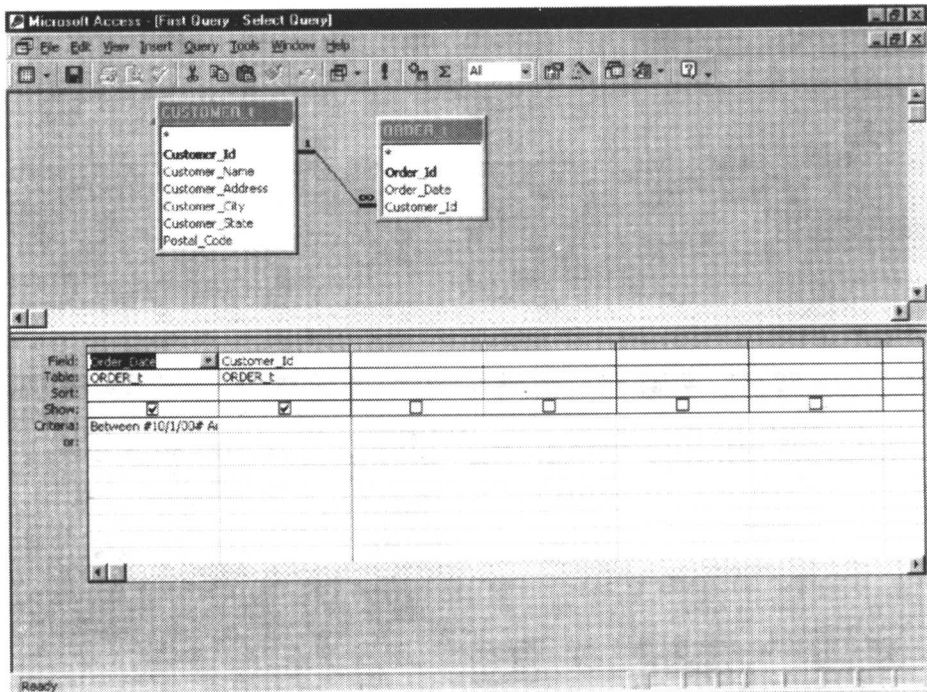 Microsoft Access - [First Query : Select Query]
File Edit View Insert Query Tools Window Help
All
CUSTOMER_t
*
Customer_Id
Customer_Name
Customer_Address
Customer_City
Customer_State
Postal_Code
1
∞
ORDER_t
*
Order_Id
Order_Date
Customer_Id
Field: Order_Date Customer_Id
Table: ORDER_t ORDER_t
Sort:
Show:
Criteria: Between #10/1/00# A
or:
Ready